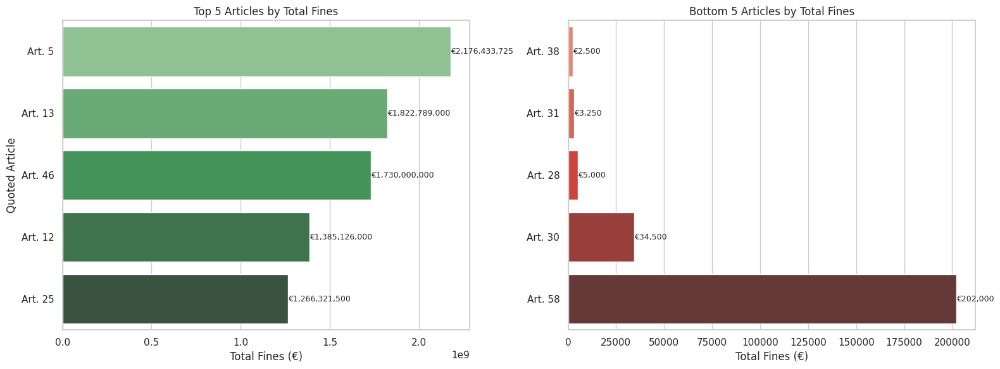 Top 5 Articles by Total Fines
Quoted Article
Art. 5
€2,176,433,725
Art. 13
€1,822,789,000
Art. 46
€1,730,000,000
Art. 12
€1,385,126,000
Art. 25
€1,266,321,500
0.0 0.5 1.0 1.5 2.0
1e9
Total Fines (€)
Bottom 5 Articles by Total Fines
Art. 38
€2,500
Art. 31
€3,250
Art. 28
€5,000
Art. 30
€34,500
Art. 58
€202,000
0 25000 50000 75000 100000 125000 150000 175000 200000
Total Fines (€)